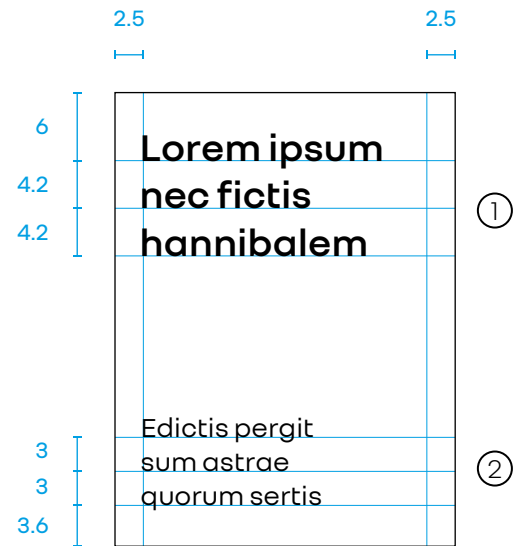 2.5 2.5
6
Lorem ipsum
4.2
nec fictis
1
4.2
hannibalem
Edictis pergit
3
sum astrae
2
3
quorum sertis
3.6